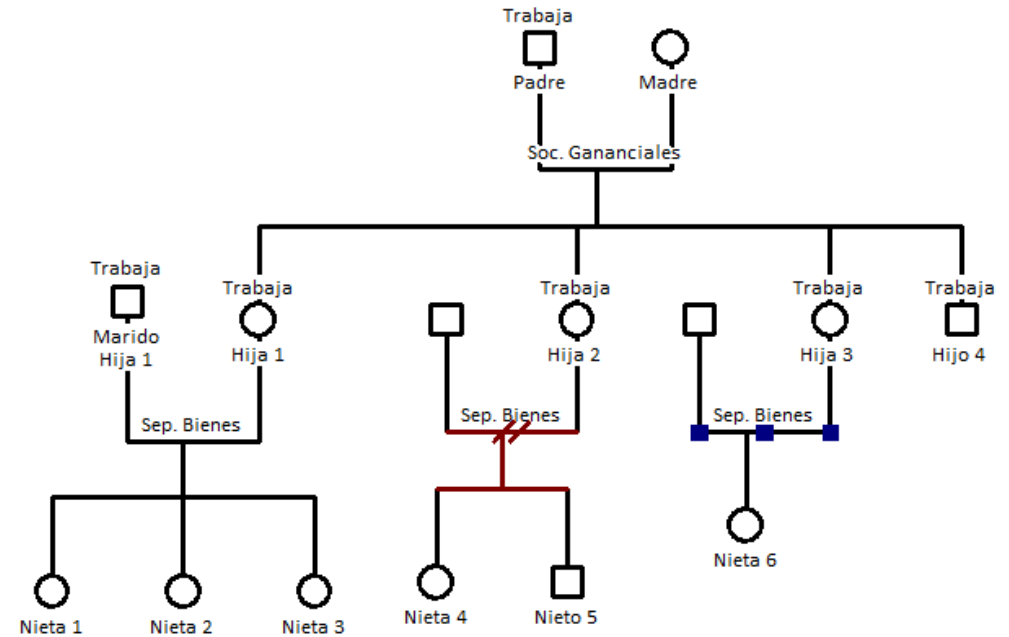 Trabaja
Padre
Madre
Soc. Gananciales
Trabaja
Marido
Hija 1
Trabaja
Hija 1
Trabaja
Hija 2
Trabaja
Hija 3
Trabaja
Hijo 4
Sep. Bienes
Sep. Bienes
Sep. Bienes
Nieta 1
Nieta 2
Nieta 3
Nieta 4
Nieto 5
Nieta 6